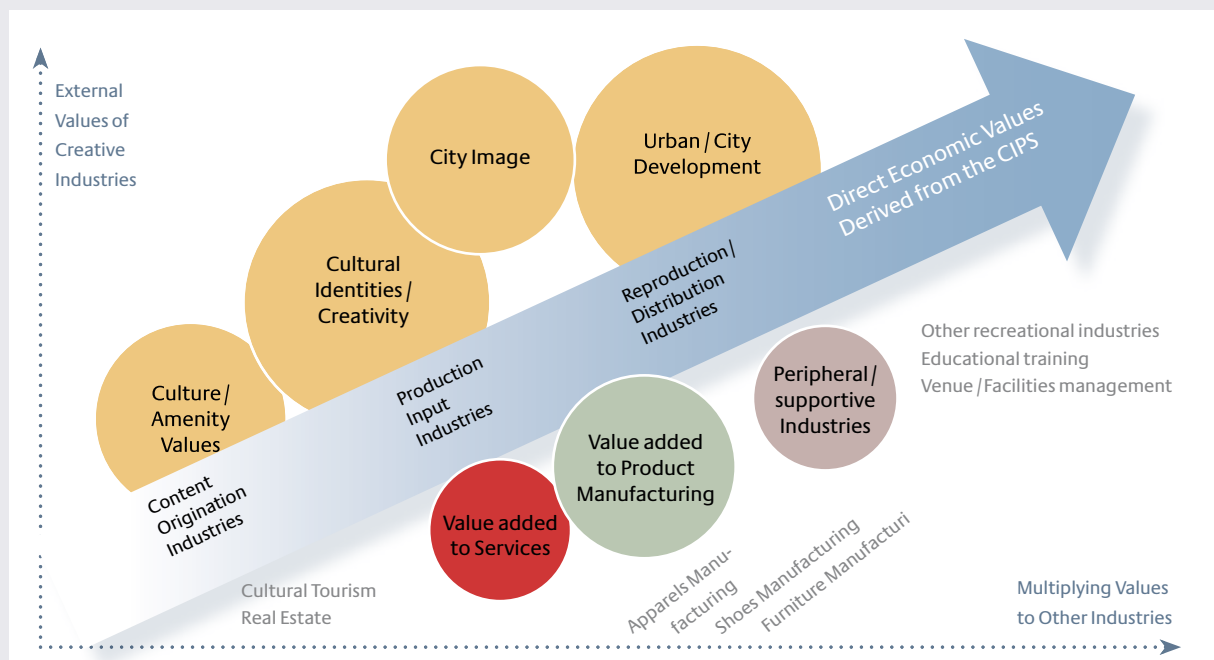 External
Values of
Creative
Industries
City Image
Urban / City
Development
Direct Economic Values
Derived from the CIPS
Cultural
Identities /
Creativity
Reproduction /
Distribution
Industries
Other recreational industries
Educational training
Venue / Facilities management
Culture /
Amenity
Values
Production
Input
Industries
Peripheral /
supportive
Industries
Value added
to Product
Manufacturing
Content
Origination
Industries
Value added
to Services
Cultural Tourism
Real Estate
Apparels Manu-
facturing
Shoes Manufacturing
Furniture Manufacturi
Multiplying Values
to Other Industries